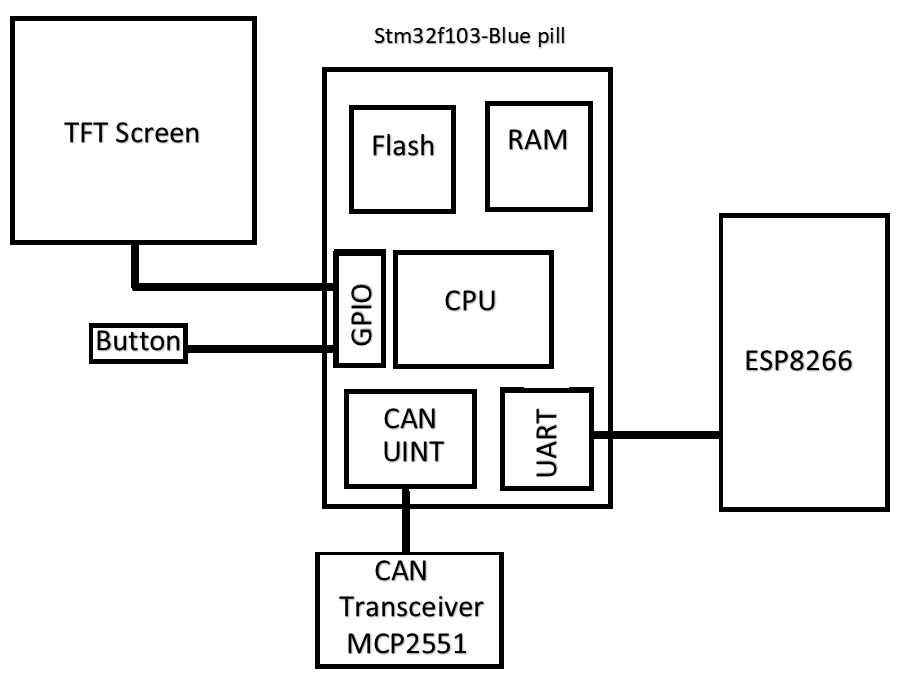 Stm32f103-Blue pill
TFT Screen
Flash
RAM
GPIO
CPU
Button
ESP8266
CAN
UINT
UART
CAN
Transceiver
MCP2551